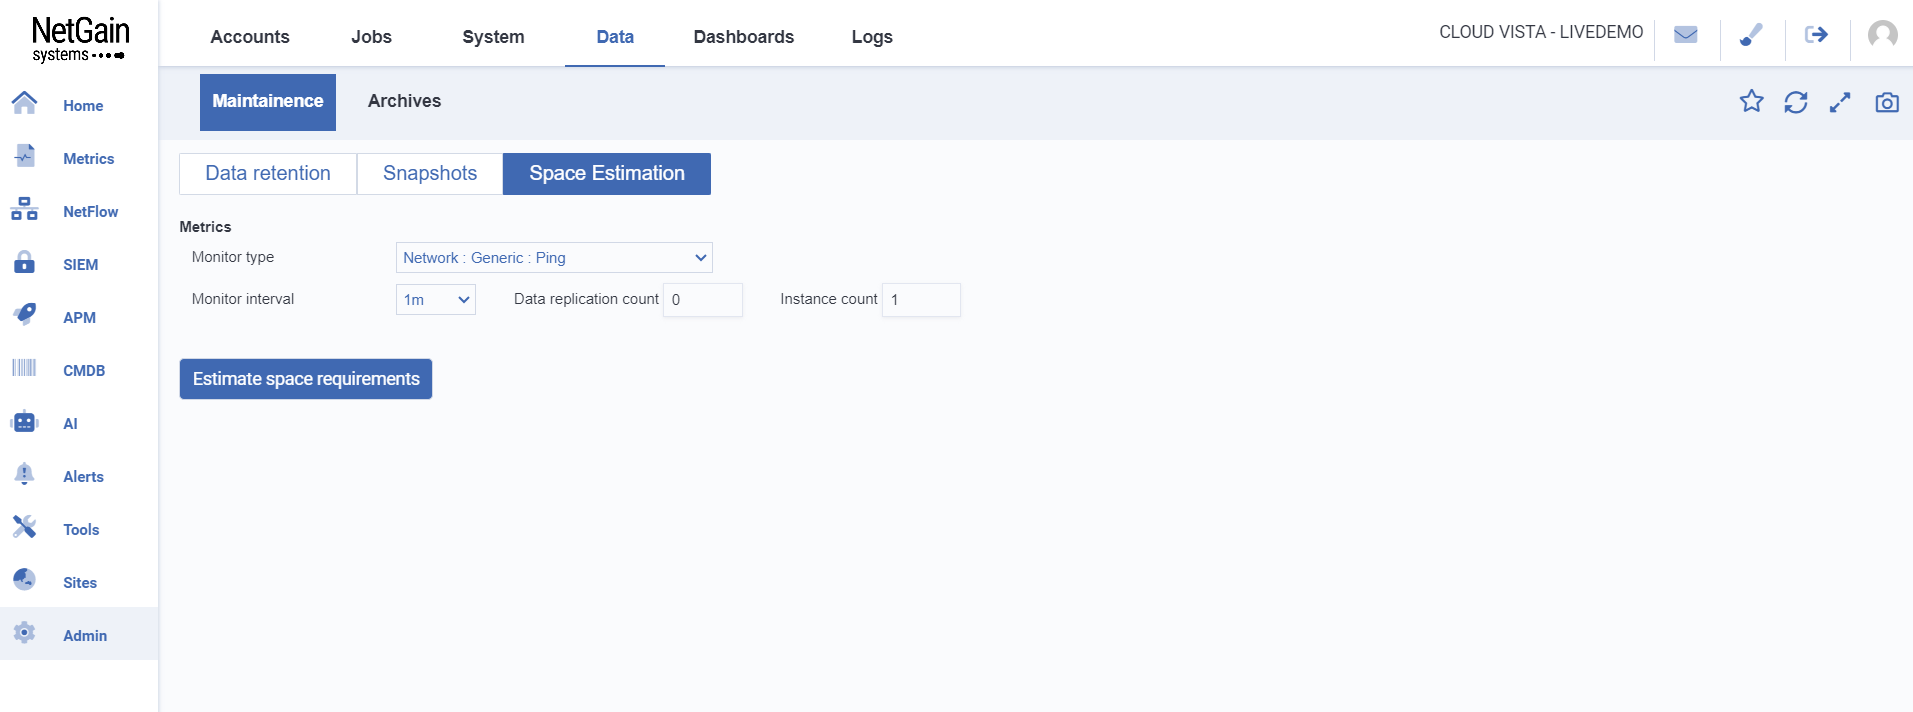 NetGain
systems
Accounts
Jobs
System
Data
Dashboards
Logs
CLOUD VISTA - LIVEDEMO
Home
Metrics
NetFlow
SIEM
APM
CMDB
AI
Alerts
Tools
Sites
Admin
Maintainence
Archives
Data retention
Snapshots
Space Estimation
Metrics
Monitor type
Network : Generic : Ping
Monitor interval
1m
Data replication count
0
Instance count
1
Estimate space requirements